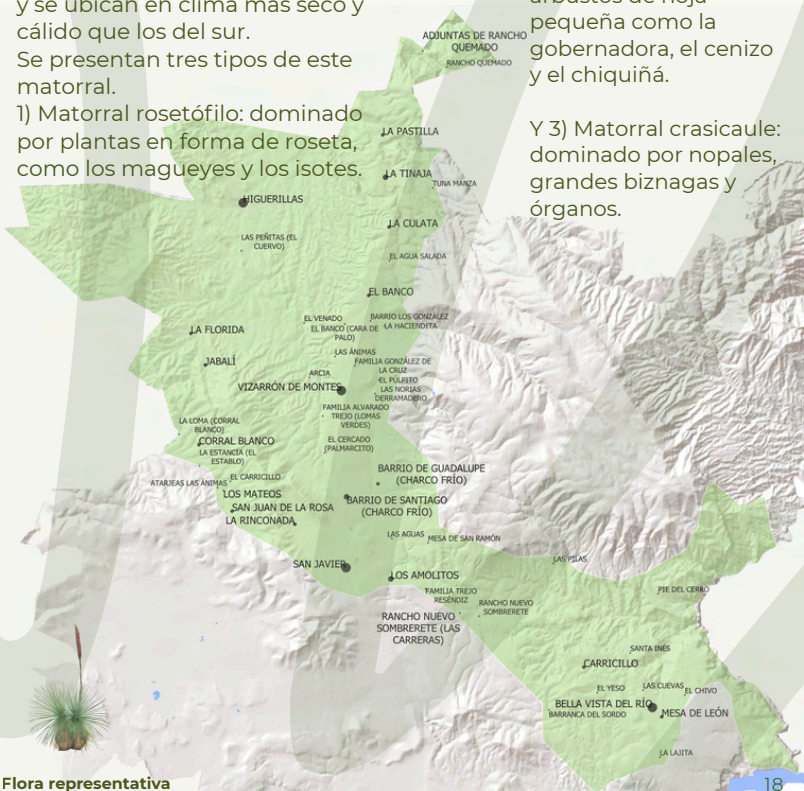 y se ubican en clima más seco y
cálido que los del sur.
Se presentan tres tipos de este
matorral.
1) Matorral rosetófilo: dominado
por plantas en forma de roseta,
como los magueyes y los isotes.
arbustos de hoja
pequeña como la
gobernadora, el cenizo
y el chiquiñá.
Y 3) Matorral crasicaule:
dominado por nopales,
grandes biznagas y
órganos.
ADJUNTAS DE RANCHO
QUEMADO
RANCHO QUEMADO
LA PASTILLA
LA TINAJA
TUNA MANZA
HIGUERILLAS
LA CULATA
LAS PEÑITAS (EL
CUERVO)
EL AGUA SALADA
EL BANCO
EL VENADO
BARRIO LOS GONZÁLEZ
LA FLORIDA
EL BANCO (CARA DE
PALO)
LA HACIENDITA
LAS ÁNIMAS
JABALÍ
FAMILIA GONZÁLEZ DE
LA CRUZ
ARCIA
EL PULPITO
VIZARRÓN DE MONTES
LAS NORIAS
DERRAMADERO
FAMILIA ALVARADO
TREJO (LOMAS
VERDES)
LA LOMA (CORRAL
BLANCO)
CORRAL BLANCO
EL CERCADO
(PALMARCITO)
LA ESTANCIA (EL
ESTABLO)
BARRIO DE GUADALUPE
(CHARCO FRÍO)
ATARJEAS LAS ÁNIMAS
EL CARRICILLO
LOS MATEOS
BARRIO DE SANTIAGO
(CHARCO FRÍO)
SAN JUAN DE LA ROSA
LA RINCONADA
LAS AGUAS
MESA DE SAN RAMÓN
SAN JAVIER
LAS PILAS
LOS AMOLITOS
FAMILIA TREJO
RESÉNDIZ
PIE DEL CERRO
RANCHO NUEVO
SOMBRERETE
RANCHO NUEVO
SOMBRERETE (LAS
CARRERAS)
SANTA INÉS
CARRICILLO
EL YESO
LAS CUEVAS
EL CHIVO
BELLA VISTA DEL RÍO
BARRANCA DEL SORDO
MESA DE LEÓN
LA LAJITA
Flora representativa
18